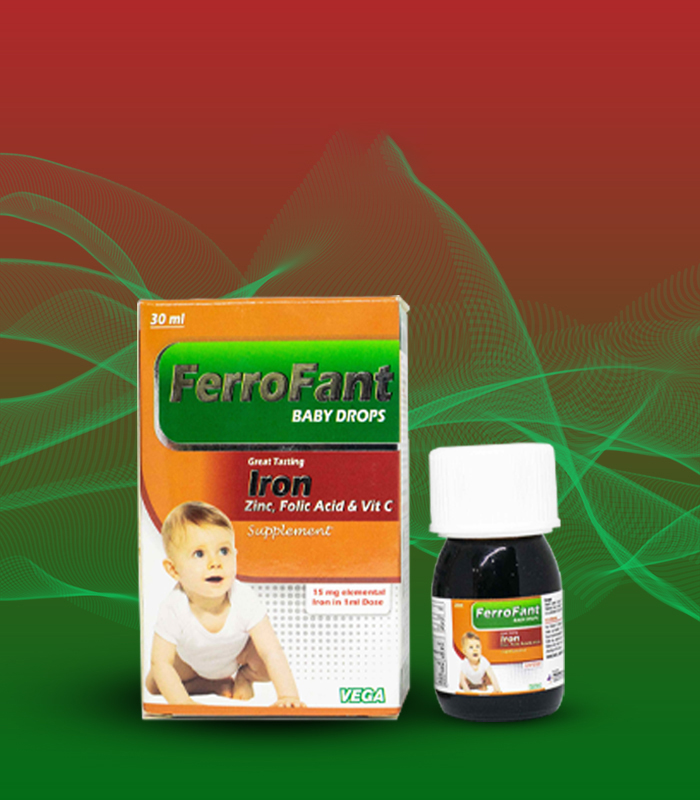 30 ml
FerroFant
BABY DROPS
Great Tasting
Iron
Zinc, Folic Acid & Vit C
Supplement
15 mg elemental
Iron in 1ml Dose
VEGA
FerroFant
BABY DROPS
Iron